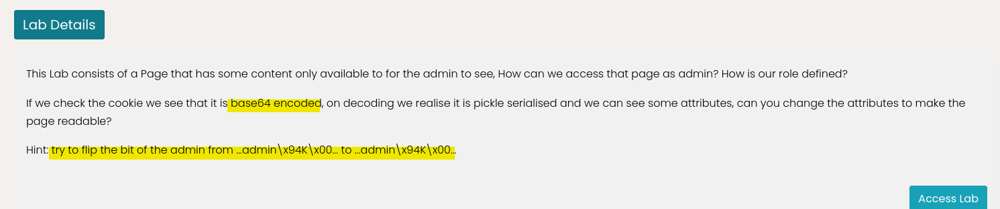 Lab Details
This Lab consists of a Page that has some content only available to for the admin to see, How can we access that page as admin? How is our role defined?
If we check the cookie we see that it is base64 encoded, on decoding we realise it is pickle serialised and we can see some attributes, can you change the attributes to make the
page readable?
Hint: try to flip the bit of the admin from ...admin\x94K\x00... to ...admin\x94K\x00...
Access Lab